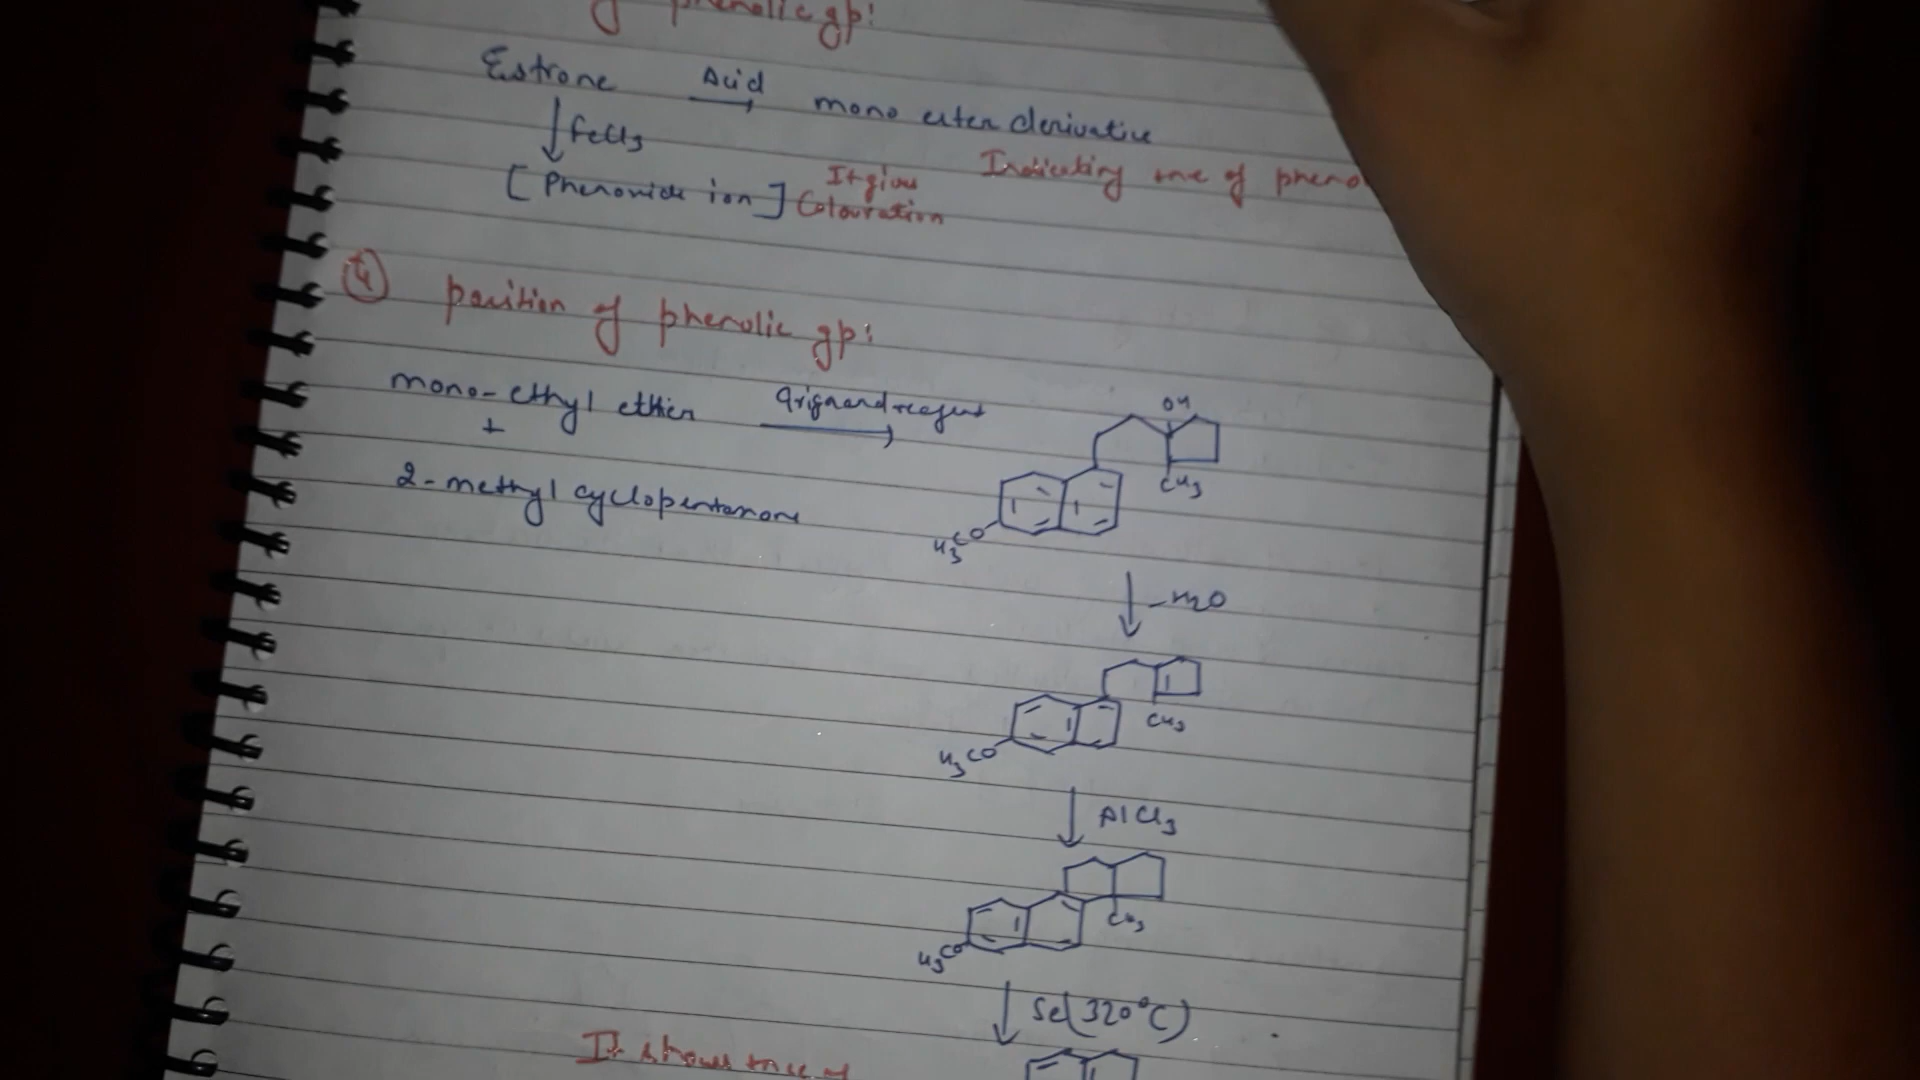 phenolic gp:
Estrone Acid mono ester derivative
FeCl3
[Phenoxide ion] It gives Colouration
Indicating one of pheno
4 position of phenolic gp:
mono-ethyl ether Grignard reagent
+
2-methyl cyclopentanone
OH
CH3
H3CO
-H2O
CH3
H3CO
AlCl3
CH3
H3CO
Se(320°C)
It shows